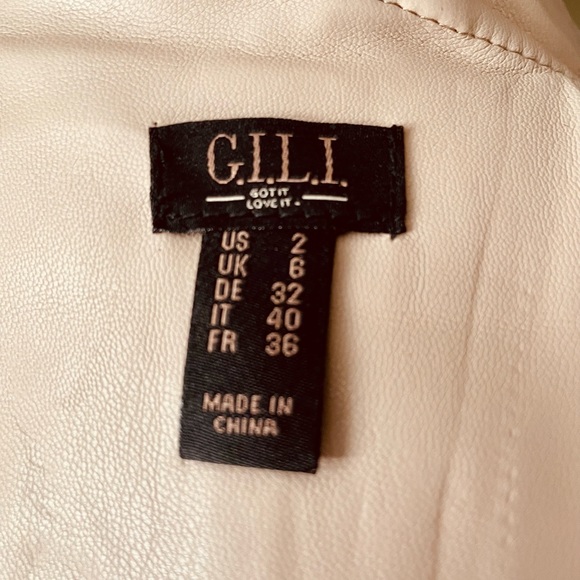 G.I.L.I.
GOT IT
LOVE IT
US 2
UK 6
DE 32
IT 40
FR 36
MADE IN
CHINA